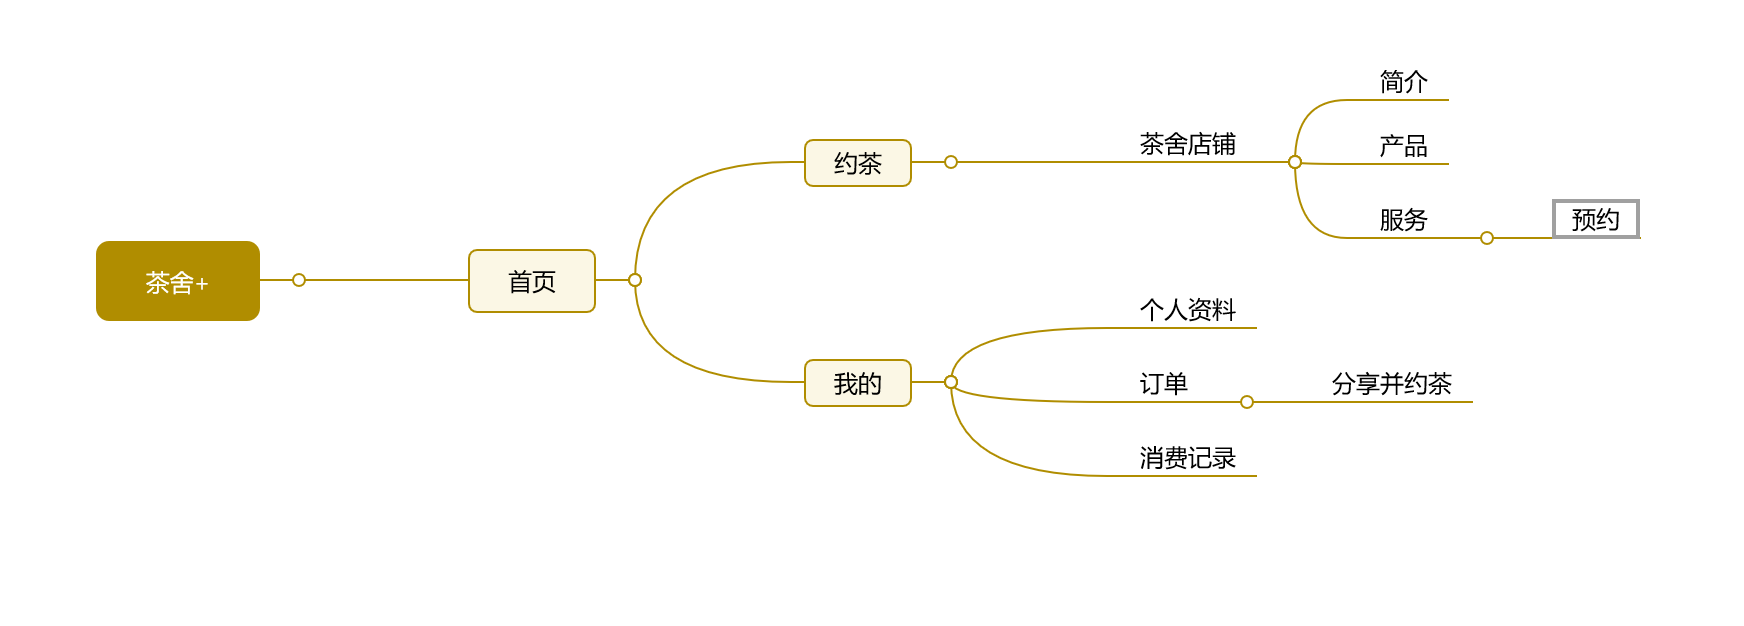 茶舍+
首页
约茶
茶舍店铺
简介
产品
服务
预约
我的
个人资料
订单
分享并约茶
消费记录